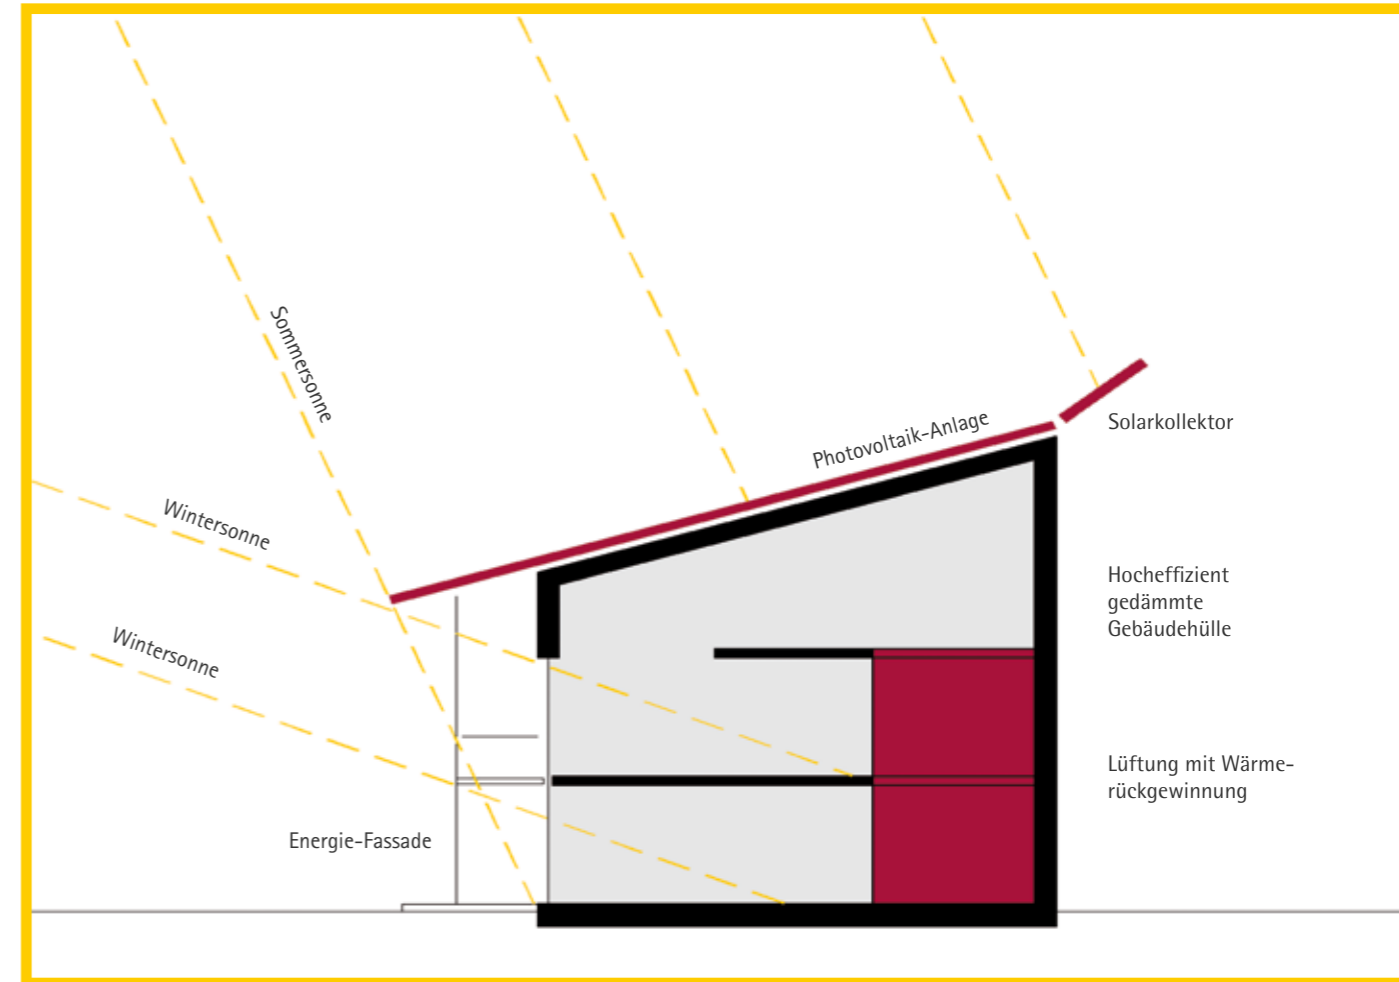 Sommersonne
Photovoltaik-Anlage
Solarkollektor
Wintersonne
Wintersonne
Hocheffizient
gedämmte
Gebäudehülle
Lüftung mit Wärme-
rückgewinnung
Energie-Fassade